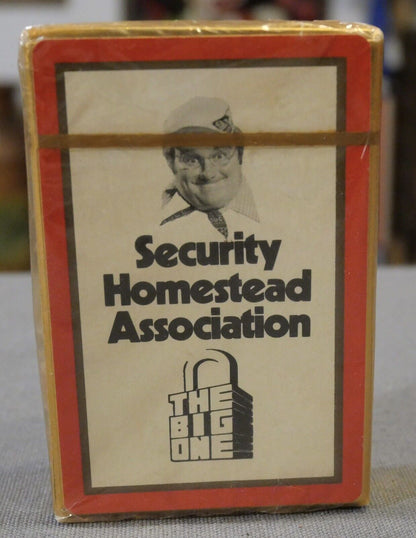 Security
Homestead
Association
THE
BIG
ONE